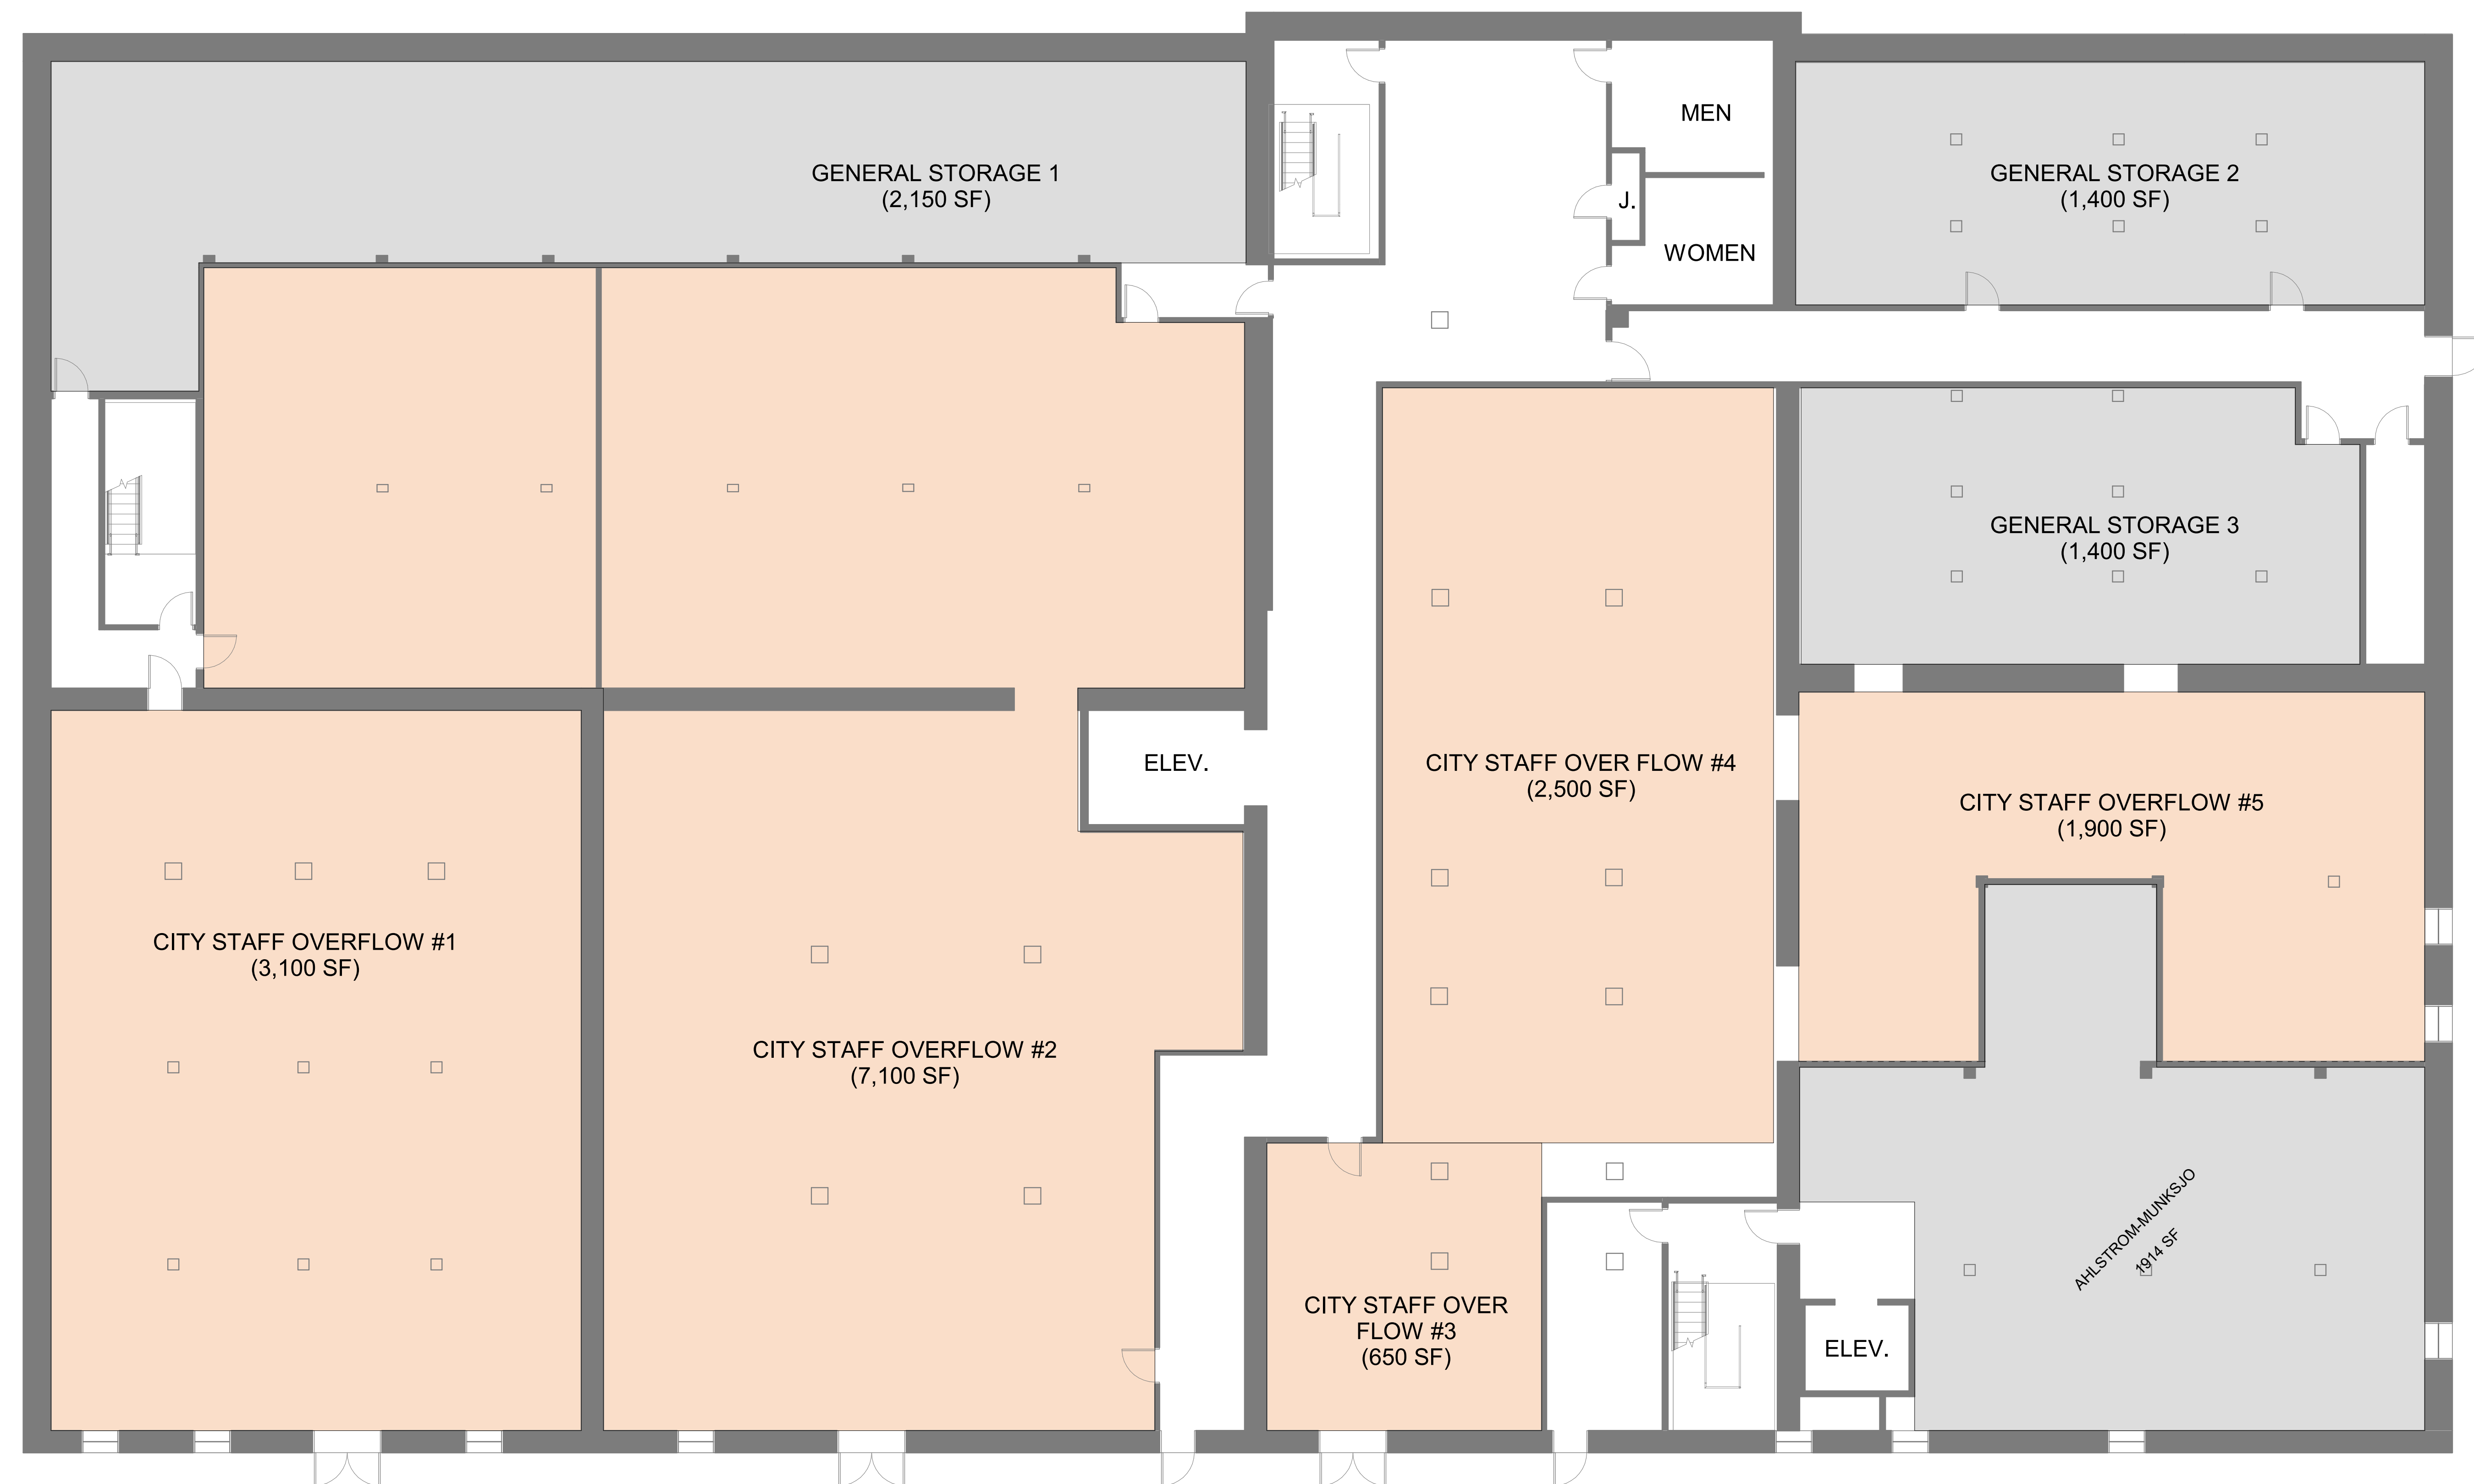 MEN
GENERAL STORAGE 1
(2,150 SF)
GENERAL STORAGE 2
(1,400 SF)
J.
WOMEN
GENERAL STORAGE 3
(1,400 SF)
ELEV.
CITY STAFF OVER FLOW #4
(2,500 SF)
CITY STAFF OVERFLOW #5
(1,900 SF)
CITY STAFF OVERFLOW #1
(3,100 SF)
CITY STAFF OVERFLOW #2
(7,100 SF)
AHLSTROM-MUNKSJO
1914 SF
CITY STAFF OVER
FLOW #3
(650 SF)
ELEV.